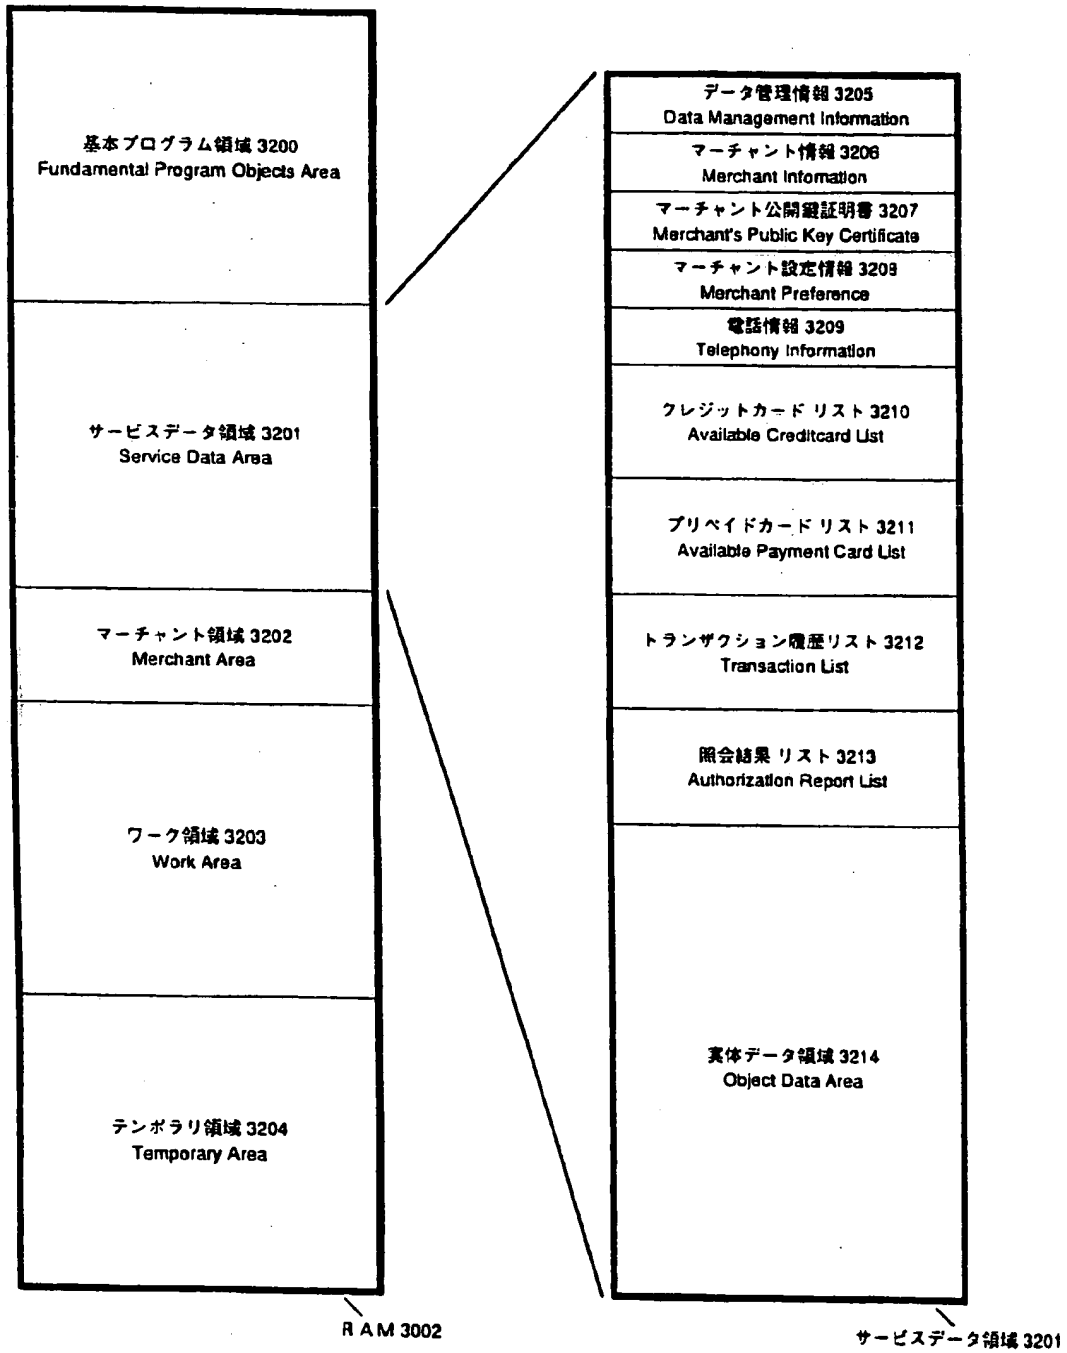 基本プログラム領域 3200
Fundamental Program Objects Area
サービスデータ領域 3201
Service Data Area
マーチャント領域 3202
Merchant Area
ワーク領域 3203
Work Area
テンポラリ領域 3204
Temporary Area
RAM 3002
データ管理情報 3205
Data Management Information
マーチャント情報 3206
Merchant Information
マーチャント公開鍵証明書 3207
Merchant's Public Key Certificate
マーチャント設定情報 3208
Merchant Preference
電話情報 3209
Telephony Information
クレジットカード リスト 3210
Available Creditcard List
プリペイドカード リスト 3211
Available Payment Card List
トランザクション履歴リスト 3212
Transaction List
照会結果 リスト 3213
Authorization Report List
実体データ領域 3214
Object Data Area
サービスデータ領域 3201